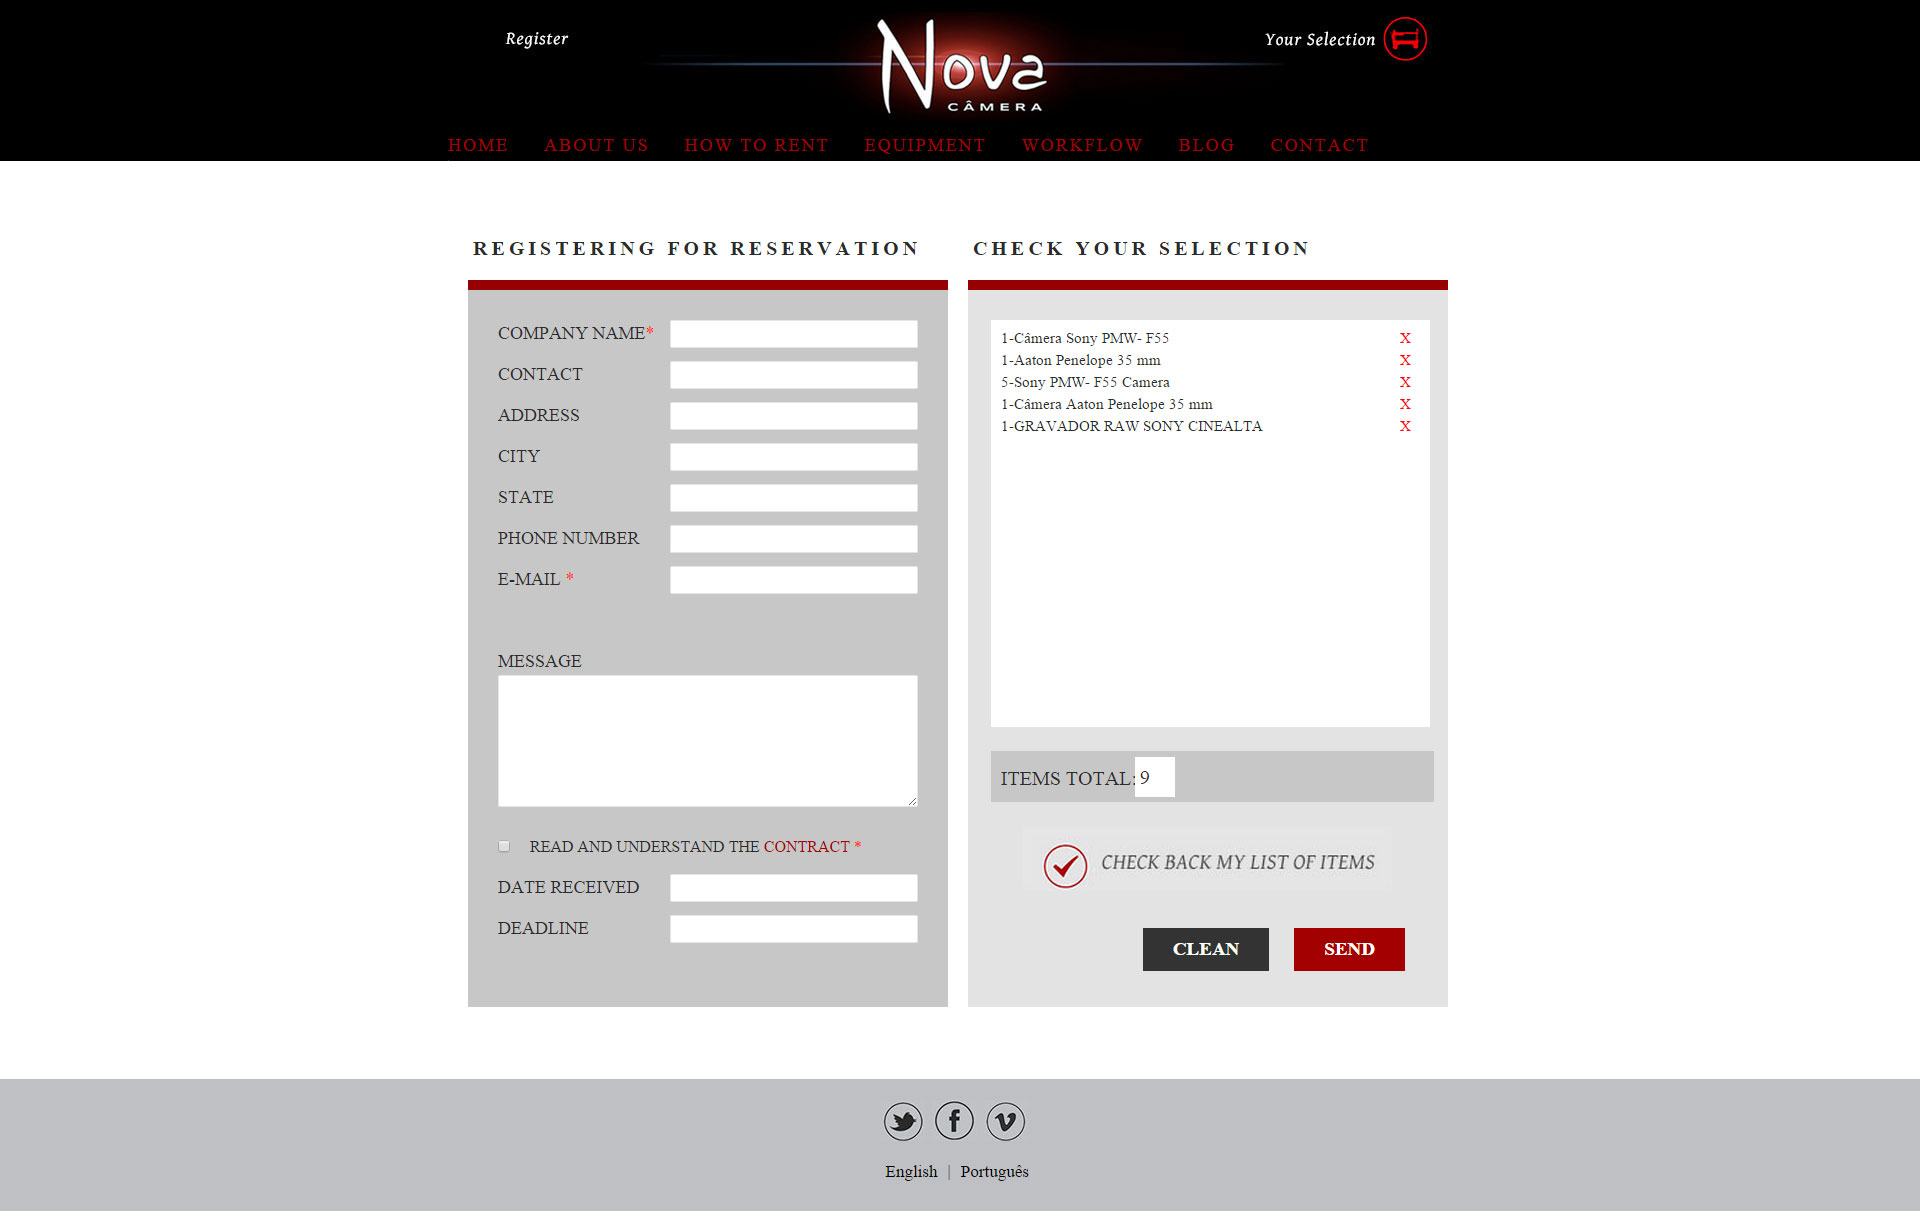 Register
Nova
CÂMERA
Your Selection
HOME ABOUT US HOW TO RENT EQUIPMENT WORKFLOW BLOG CONTACT
REGISTERING FOR RESERVATION
COMPANY NAME*
CONTACT
ADDRESS
CITY
STATE
PHONE NUMBER
E-MAIL *
MESSAGE
READ AND UNDERSTAND THE CONTRACT *
DATE RECEIVED
DEADLINE
CHECK YOUR SELECTION
1-Câmera Sony PMW- F55 X
1-Aaton Penelope 35 mm X
5-Sony PMW- F55 Camera X
1-Câmera Aaton Penelope 35 mm X
1-GRAVADOR RAW SONY CINEALTA X
ITEMS TOTAL: 9
CHECK BACK MY LIST OF ITEMS
CLEAN SEND
English | Português